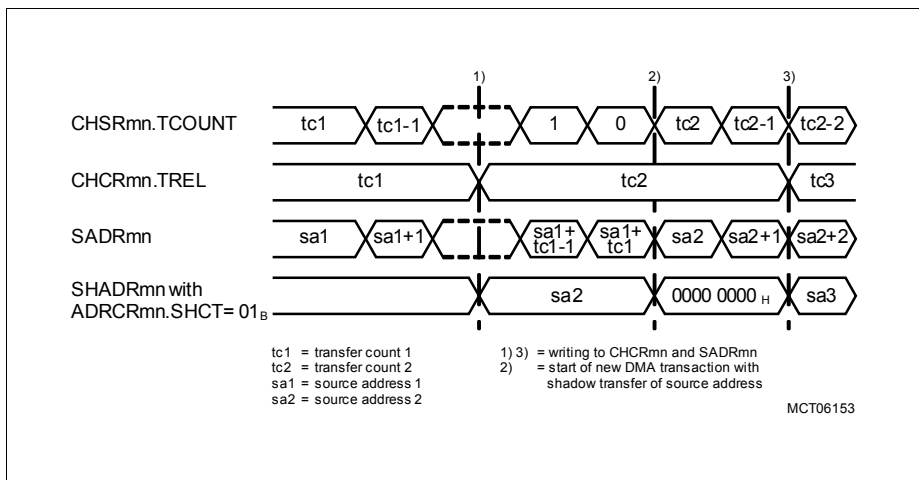 1) 2) 3)
CHSRmn.TCOUNT tc1 tc1-1 1 0 tc2 tc2-1 tc2-2
CHCRmn.TREL tc1 tc2 tc3
SADRmn sa1 sa1+1 sa1+ tc1-1 sa1+ tc1 sa2 sa2+1 sa2+2
SHADRmn with
ADRCRmn.SHCT= 01B sa2 0000 0000 H sa3
tc1 = transfer count 1
tc2 = transfer count 2
sa1 = source address 1
sa2 = source address 2
1) 3) = writing to CHCRmn and SADRmn
2) = start of new DMA transaction with
shadow transfer of source address
MCT06153